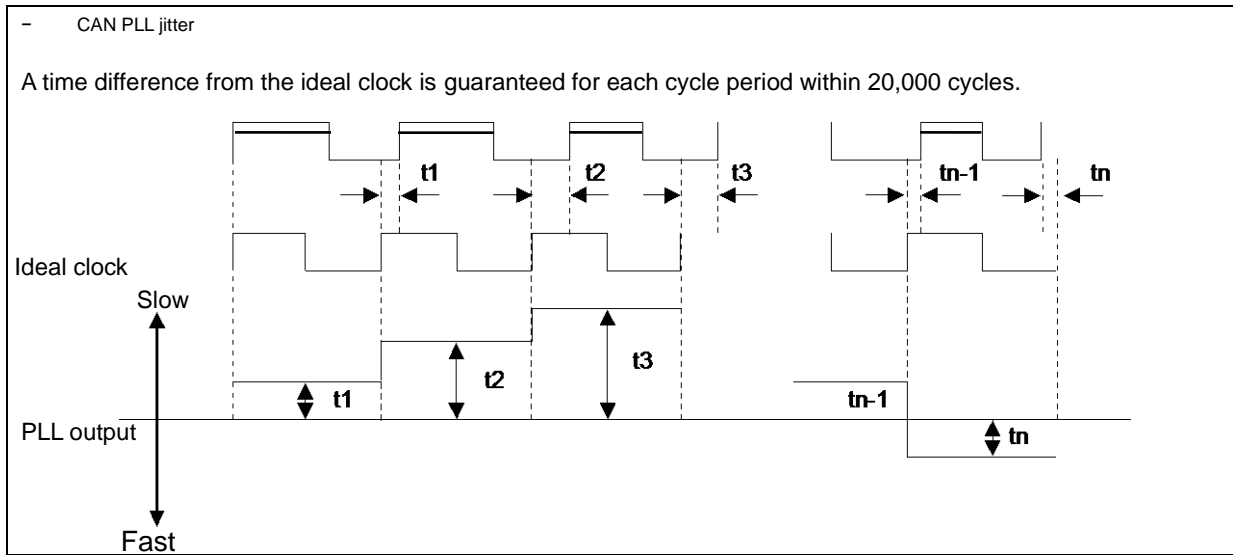 – CAN PLL jitter
A time difference from the ideal clock is guaranteed for each cycle period within 20,000 cycles.
t1 t2 t3 tn-1 tn
Ideal clock
Slow
t1 t2 t3 tn-1 tn
PLL output
Fast